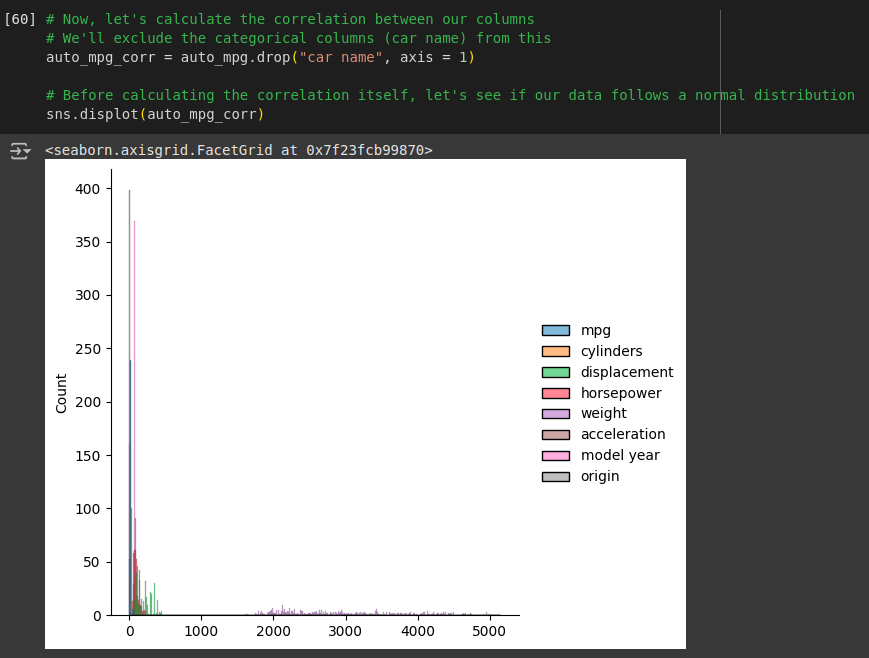 [60] # Now, let's calculate the correlation between our columns
# We'll exclude the categorical columns (car name) from this
auto_mpg_corr = auto_mpg.drop("car name", axis = 1)
# Before calculating the correlation itself, let's see if our data follows a normal distribution
sns.displot(auto_mpg_corr)
<seaborn.axisgrid.FacetGrid at 0x7f23fcb99870>
400
350
300
250
200
150
100
50
0
Count
0 1000 2000 3000 4000 5000
mpg
cylinders
displacement
horsepower
weight
acceleration
model year
origin